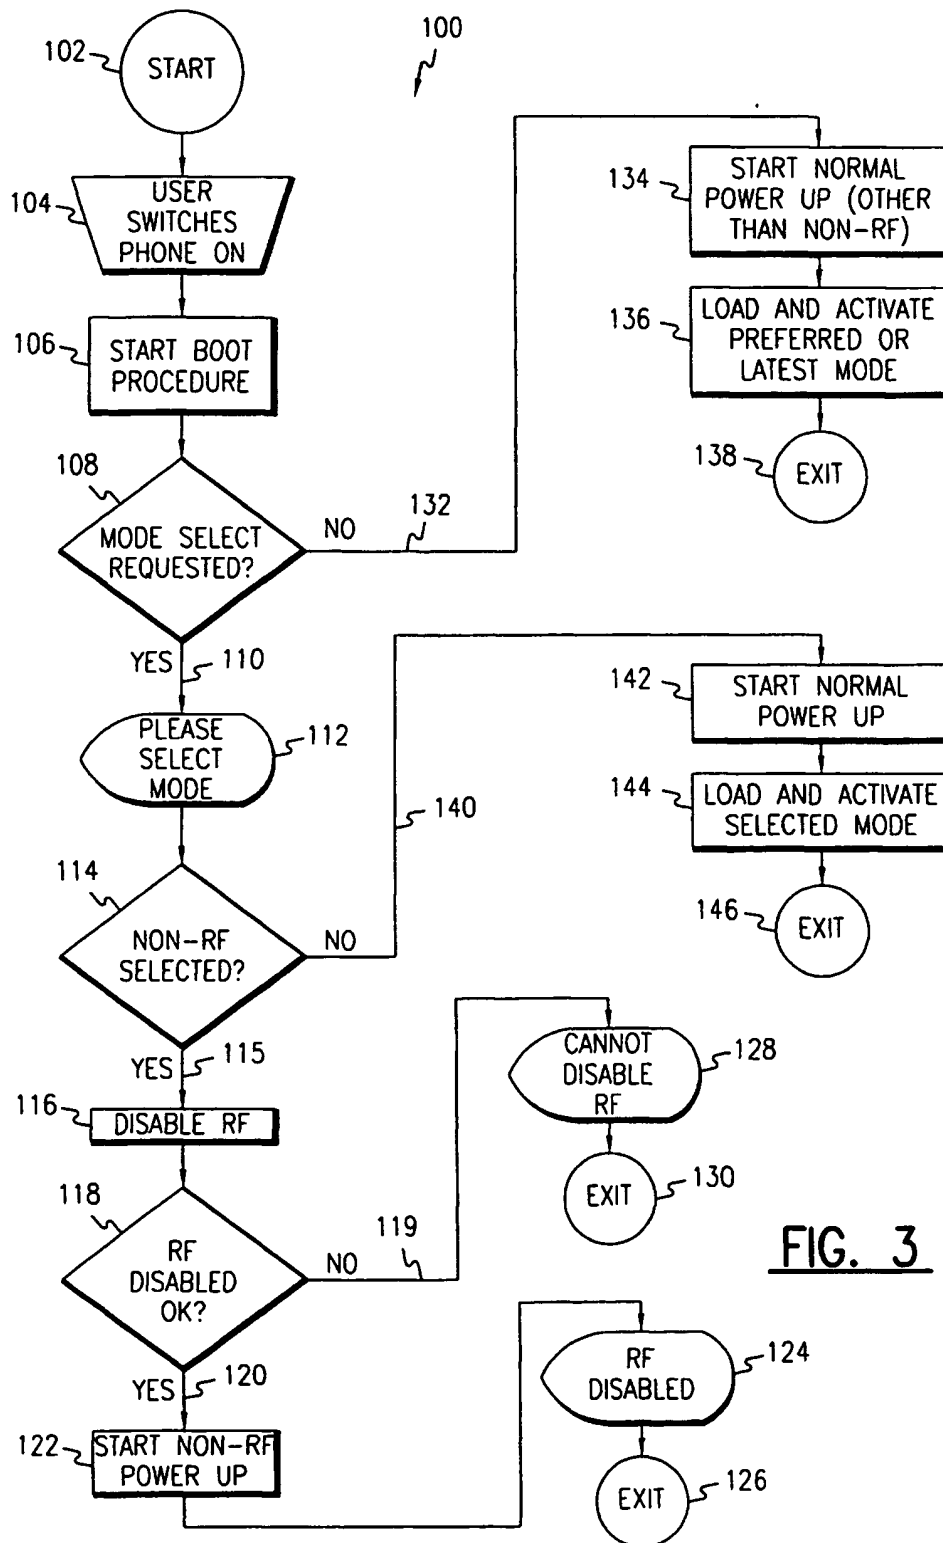 100
102
START
104
USER
SWITCHES
PHONE ON
106
START BOOT
PROCEDURE
108
MODE SELECT
REQUESTED?
NO
132
134
START NORMAL
POWER UP (OTHER
THAN NON-RF)
136
LOAD AND ACTIVATE
PREFERRED OR
LATEST MODE
138
EXIT
YES
110
PLEASE
SELECT
MODE
112
114
NON-RF
SELECTED?
NO
140
142
START NORMAL
POWER UP
144
LOAD AND ACTIVATE
SELECTED MODE
146
EXIT
YES
115
116
DISABLE RF
118
RF
DISABLED
OK?
NO
119
CANNOT
DISABLE
RF
128
EXIT
130
YES
120
122
START NON-RF
POWER UP
RF
DISABLED
124
EXIT
126
FIG. 3